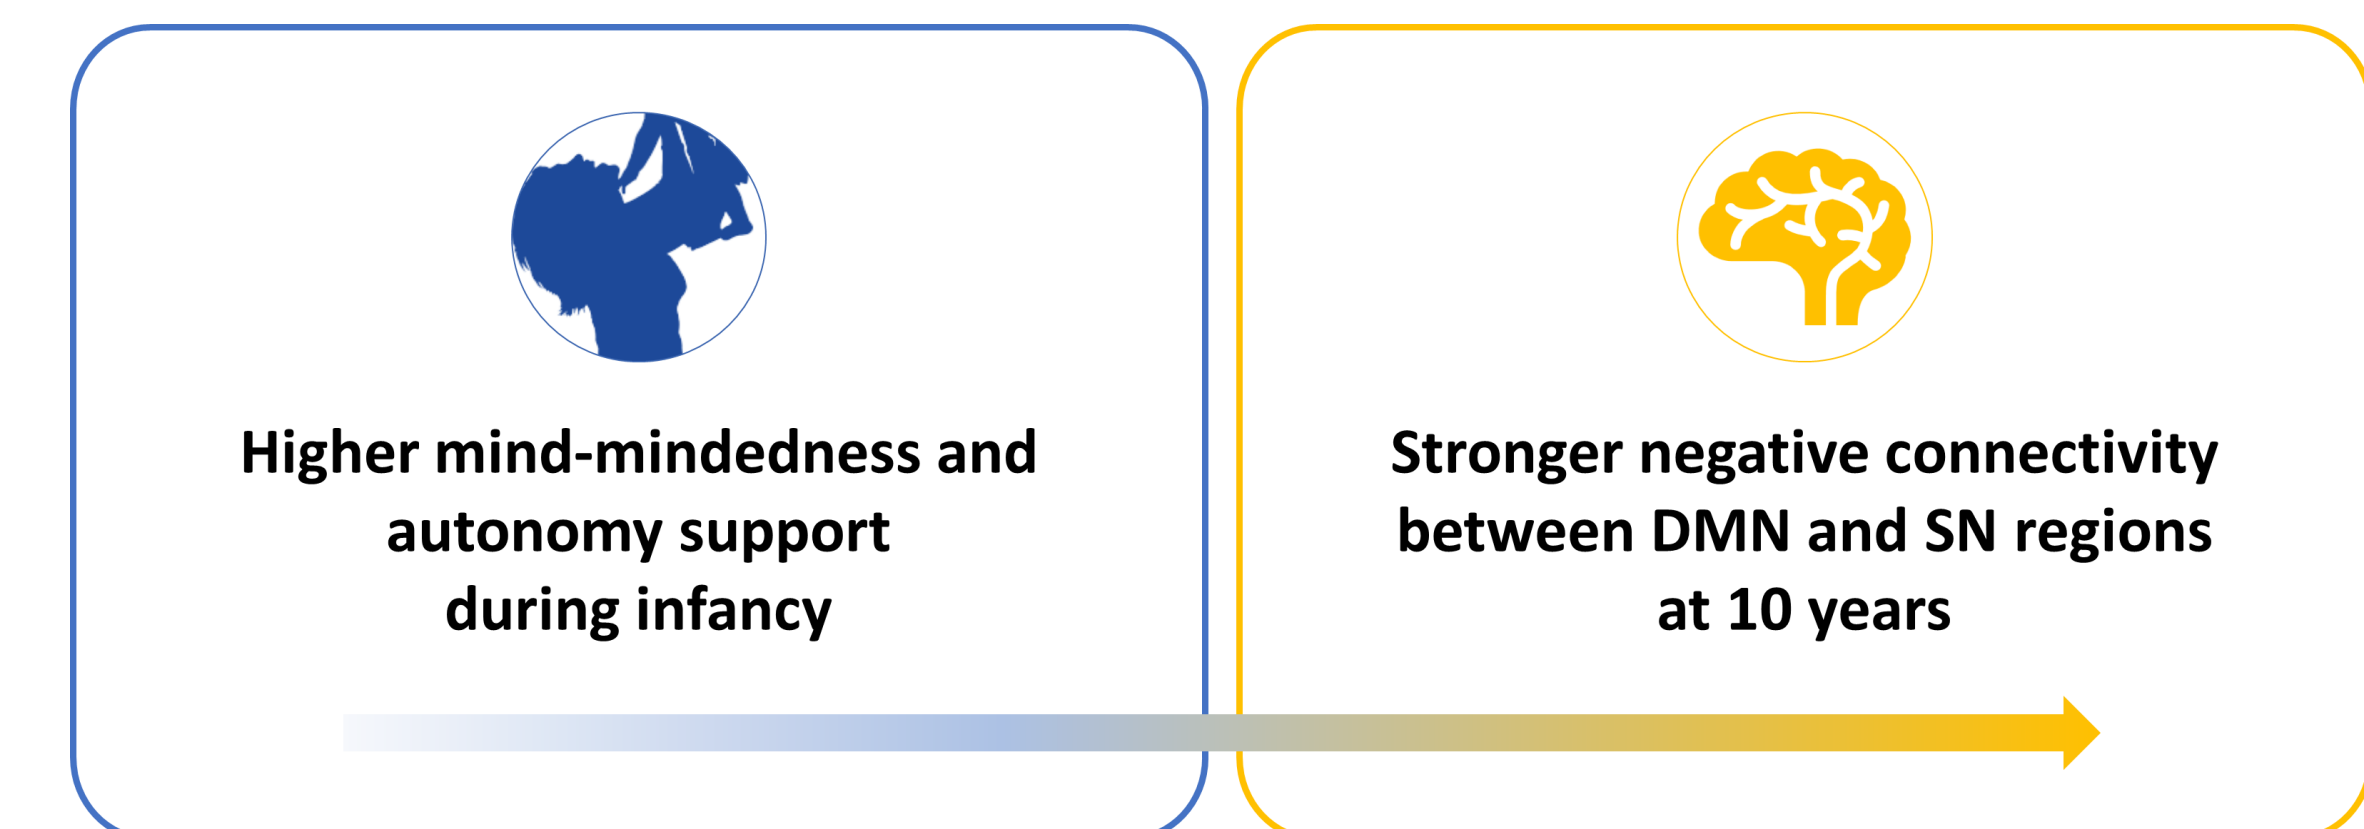 Higher mind-mindedness and
autonomy support
during infancy
Stronger negative connectivity
between DMN and SN regions
at 10 years